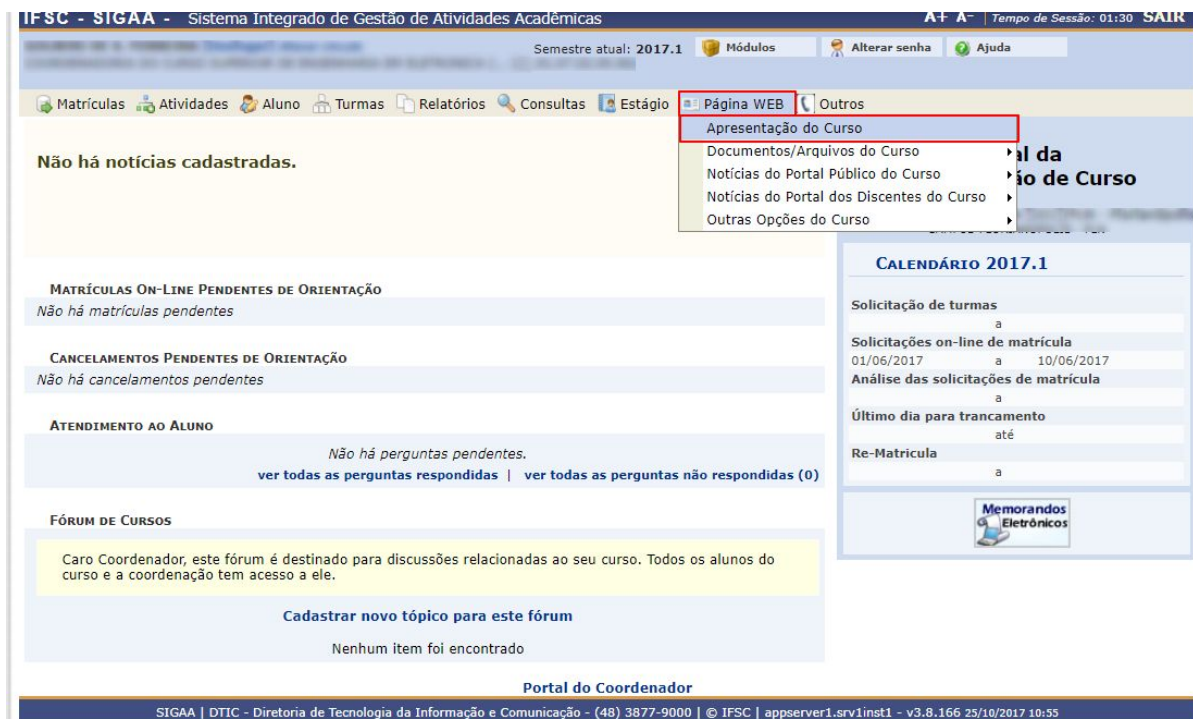 IFSC - SIGAA - Sistema Integrado de Gestão de Atividades Acadêmicas
A+ A- | Tempo de Sessão: 01:30 SAIR
Semestre atual: 2017.1 Módulos Alterar senha Ajuda
Matrículas Atividades Aluno Turmas Relatórios Consultas Estágio Página WEB Outros
Apresentação do Curso
Documentos/Arquivos do Curso
Notícias do Portal Público do Curso
Notícias do Portal dos Discentes do Curso
Outras Opções do Curso
Não há notícias cadastradas.
al da
ão de Curso
CALENDÁRIO 2017.1
Solicitação de turmas
a
Solicitações on-line de matrícula
01/06/2017 a 10/06/2017
Análise das solicitações de matrícula
a
Último dia para trancamento
até
Re-Matricula
a
Memorandos
Eletrônicos
MATRÍCULAS ON-LINE PENDENTES DE ORIENTAÇÃO
Não há matrículas pendentes
CANCELAMENTOS PENDENTES DE ORIENTAÇÃO
Não há cancelamentos pendentes
ATENDIMENTO AO ALUNO
Não há perguntas pendentes.
ver todas as perguntas respondidas | ver todas as perguntas não respondidas (0)
FÓRUM DE CURSOS
Caro Coordenador, este fórum é destinado para discussões relacionadas ao seu curso. Todos os alunos do
curso e a coordenação tem acesso a ele.
Cadastrar novo tópico para este fórum
Nenhum item foi encontrado
Portal do Coordenador
SIGAA | DTIC - Diretoria de Tecnologia da Informação e Comunicação - (48) 3877-9000 | © IFSC | appserver1.srv1inst1 - v3.8.166 25/10/2017 10:55